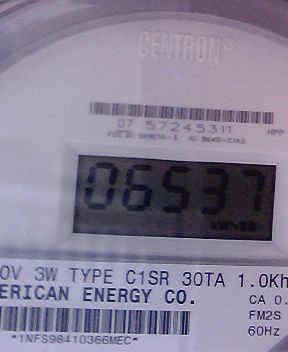 CENTRON®
07 57245311
HPP
06537
kWh
0V 3W TYPE C1SR 30TA 1.0Kh
ERICAN ENERGY CO.
CA 0.
FM2S
60Hz
*1NFS98410366MEC*